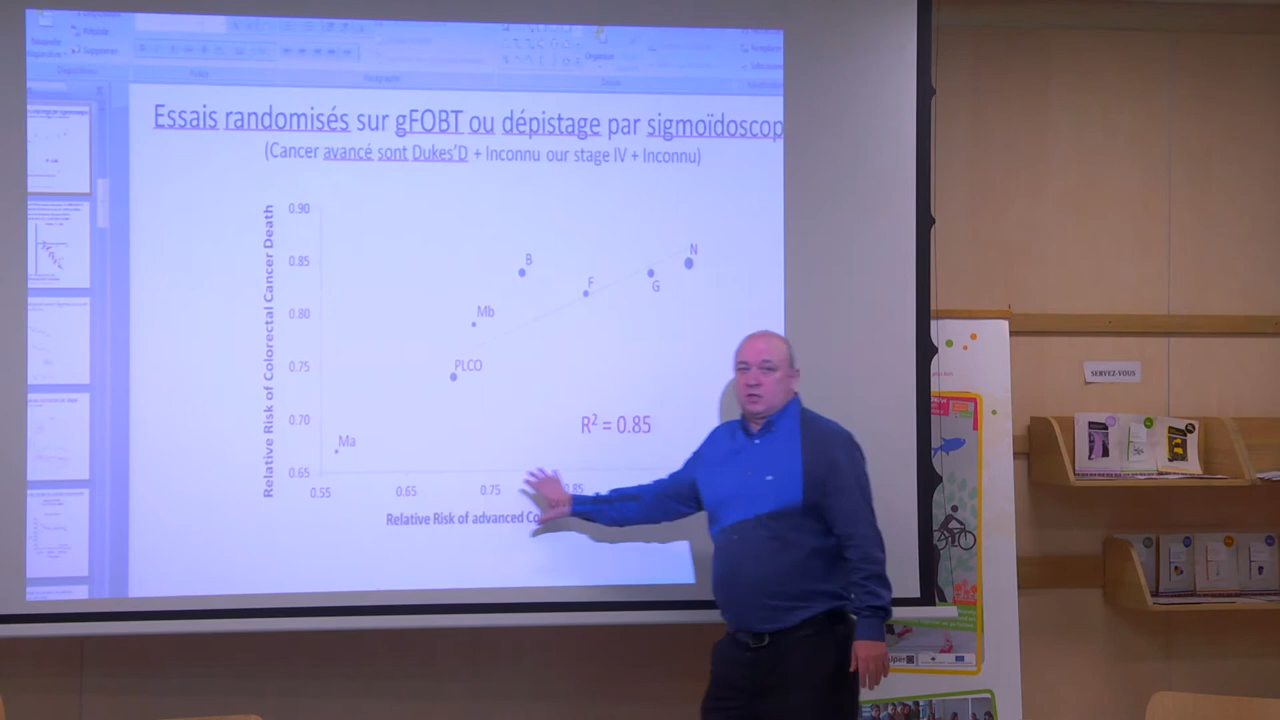 Supprimer
Essais randomisés sur gFOBT ou dépistage par sigmoïdoscop
(Cancer avancé sont Dukes'D + Inconnu our stage IV + Inconnu)
Relative Risk of Colorectal Cancer Death
0.90
0.85
0.80
0.75
0.70
0.65
N
B
G
F
Mb
PLCO
Ma
R² = 0.85
0.55
0.65
0.75
0.85
Relative Risk of advanced Co
SERVEZ-VOUS